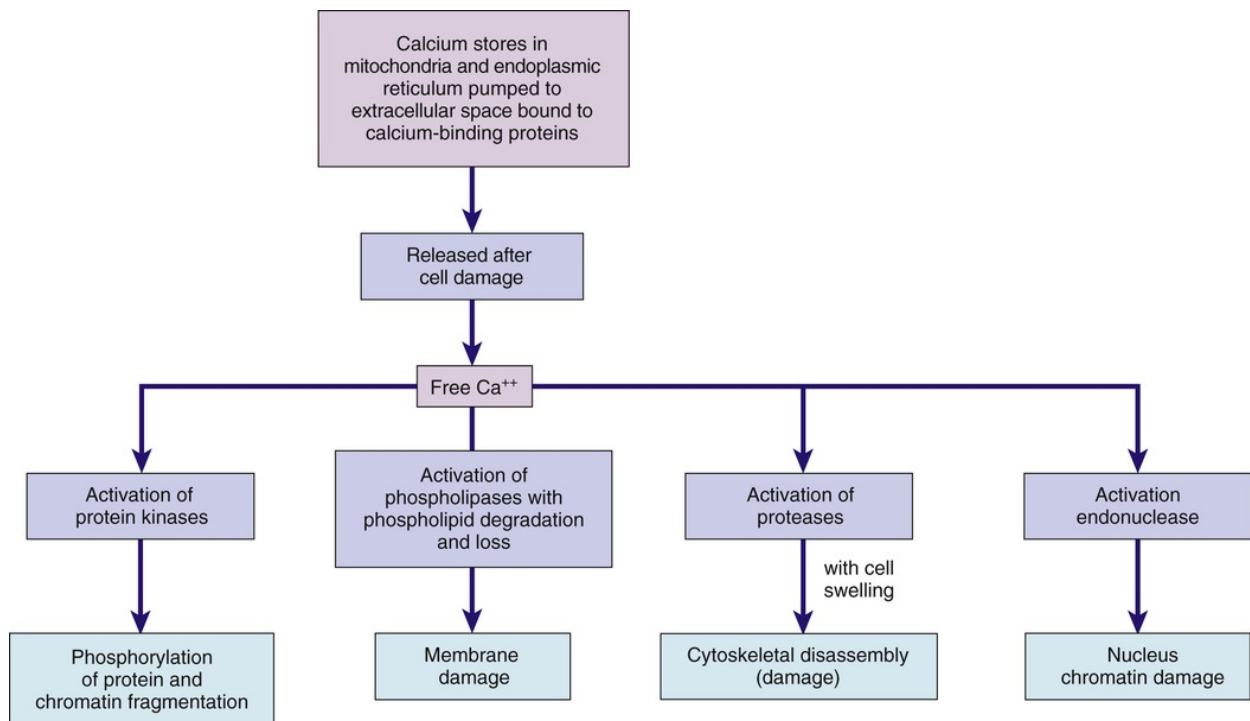 Calcium stores in
mitochondria and endoplasmic
reticulum pumped to
extracellular space bound to
calcium-binding proteins
Released after
cell damage
Free Ca⁺⁺
Activation of
protein kinases
Activation of
phospholipases with
phospholipid degradation
and loss
Activation of
proteases
Activation
endonuclease
with cell
swelling
Phosphorylation
of protein and
chromatin fragmentation
Membrane
damage
Cytoskeletal disassembly
(damage)
Nucleus
chromatin damage